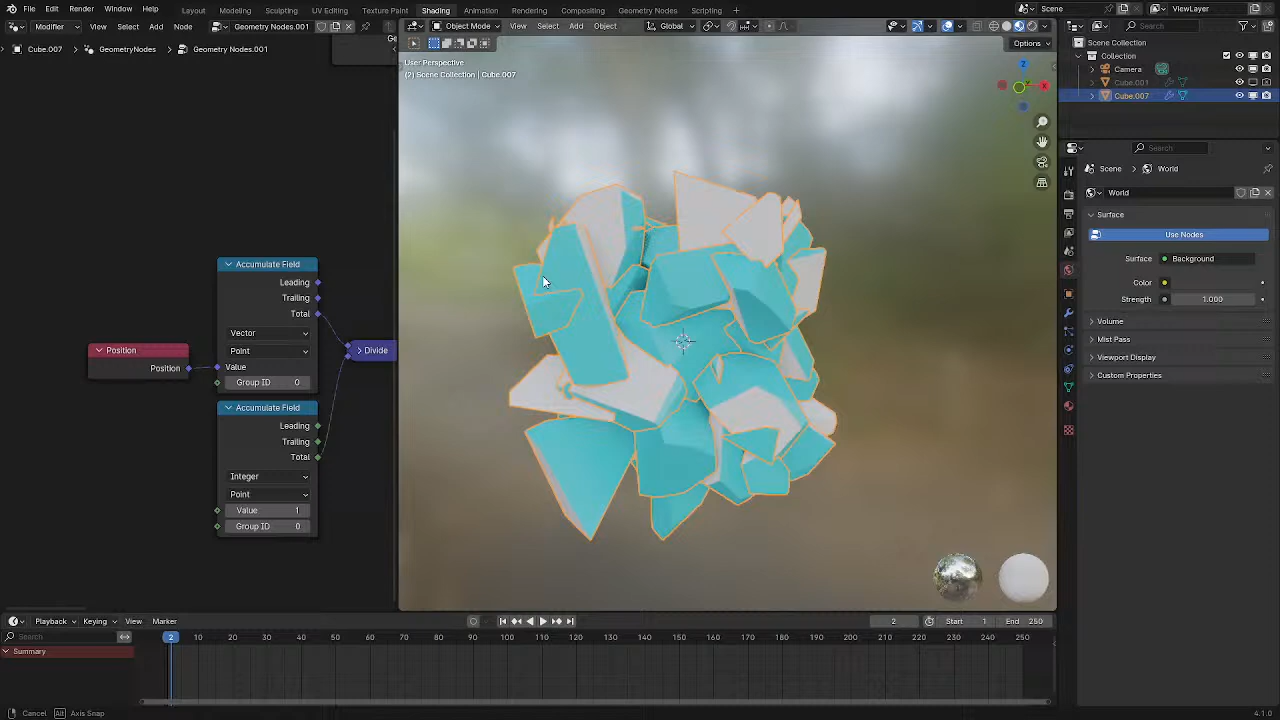 File Edit Render Window Help Layout Modeling Sculpting UV Editing Texture Paint Shading Animation Rendering Compositing Geometry Nodes Scripting Scene ViewLayer
Modifier View Select Add Node Geometry Nodes.001 Object Mode View Select Add Object Global
Cube.007 GeometryNodes Geometry Nodes.001
Options
User Perspective
(2) Scene Collection | Cube.007
Z
X
Scene Collection
Collection
Camera
Cube.001
Cube.007
Search
Scene World
World
Surface
Use Nodes
Surface Background
Color
Strength 1.000
Volume
Mist Pass
Viewport Display
Custom Properties
Accumulate Field
Leading
Trailing
Total
Vector
Point
Value
Group ID 0
Position
Position
Divide
Accumulate Field
Leading
Trailing
Total
Integer
Point
Value 1
Group ID 0
Playback Keying View Marker 2 Start 1 End 250
Search 2 10 20 30 40 50 60 70 80 90 100 110 120 130 140 150 160 170 180 190 200 210 220 230 240 250
Summary
Cancel Alt Axis Snap 4.1.0